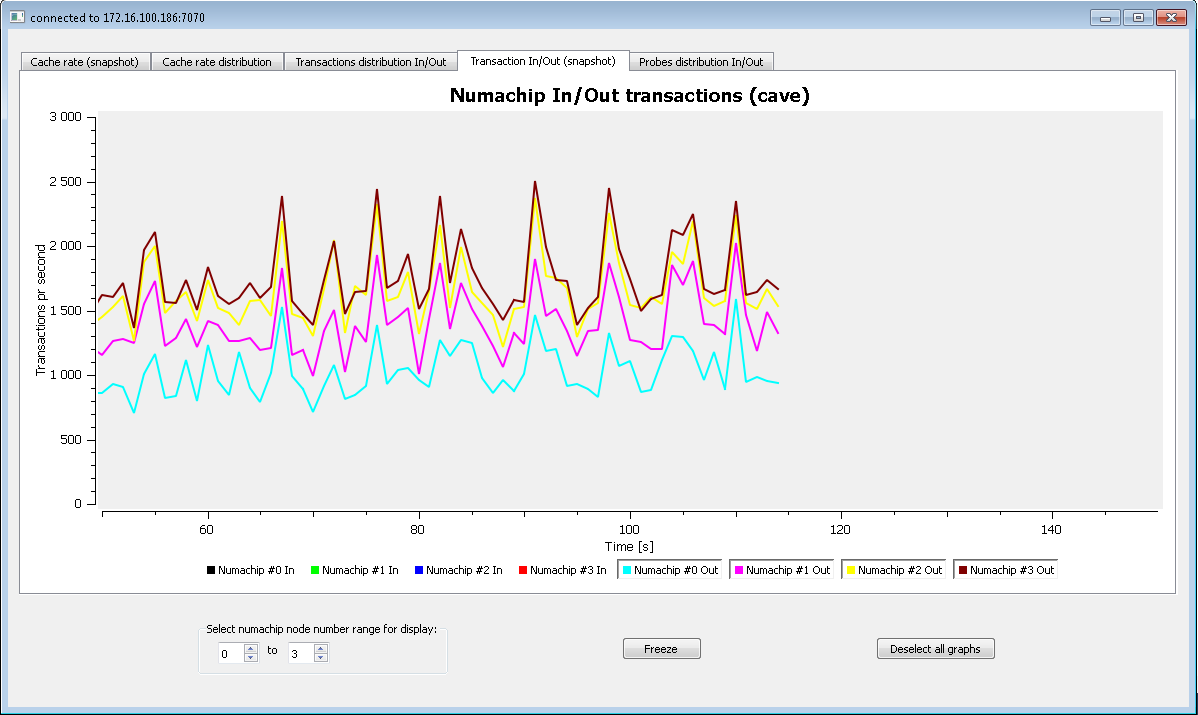 connected to 172.16.100.186:7070
Cache rate (snapshot) Cache rate distribution Transactions distribution In/Out Transaction In/Out (snapshot) Probes distribution In/Out
Numachip In/Out transactions (cave)
3 000
2 500
2 000
1 500
1 000
500
0
Transactions pr second
60 80 100 120 140
Time [s]
Numachip #0 In Numachip #1 In Numachip #2 In Numachip #3 In Numachip #0 Out Numachip #1 Out Numachip #2 Out Numachip #3 Out
Select numachip node number range for display:
0 to 3
Freeze
Deselect all graphs